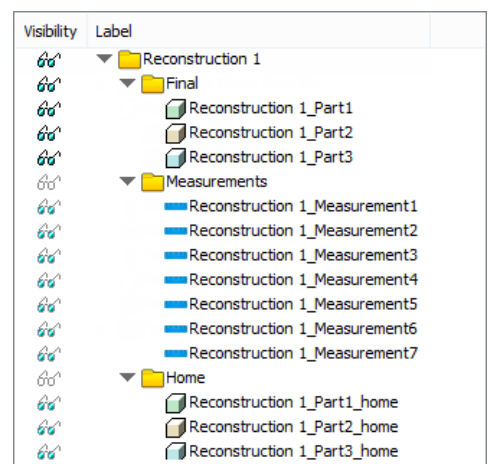 Visibility Label
Reconstruction 1
Final
Reconstruction 1_Part1
Reconstruction 1_Part2
Reconstruction 1_Part3
Measurements
Reconstruction 1_Measurement1
Reconstruction 1_Measurement2
Reconstruction 1_Measurement3
Reconstruction 1_Measurement4
Reconstruction 1_Measurement5
Reconstruction 1_Measurement6
Reconstruction 1_Measurement7
Home
Reconstruction 1_Part1_home
Reconstruction 1_Part2_home
Reconstruction 1_Part3_home